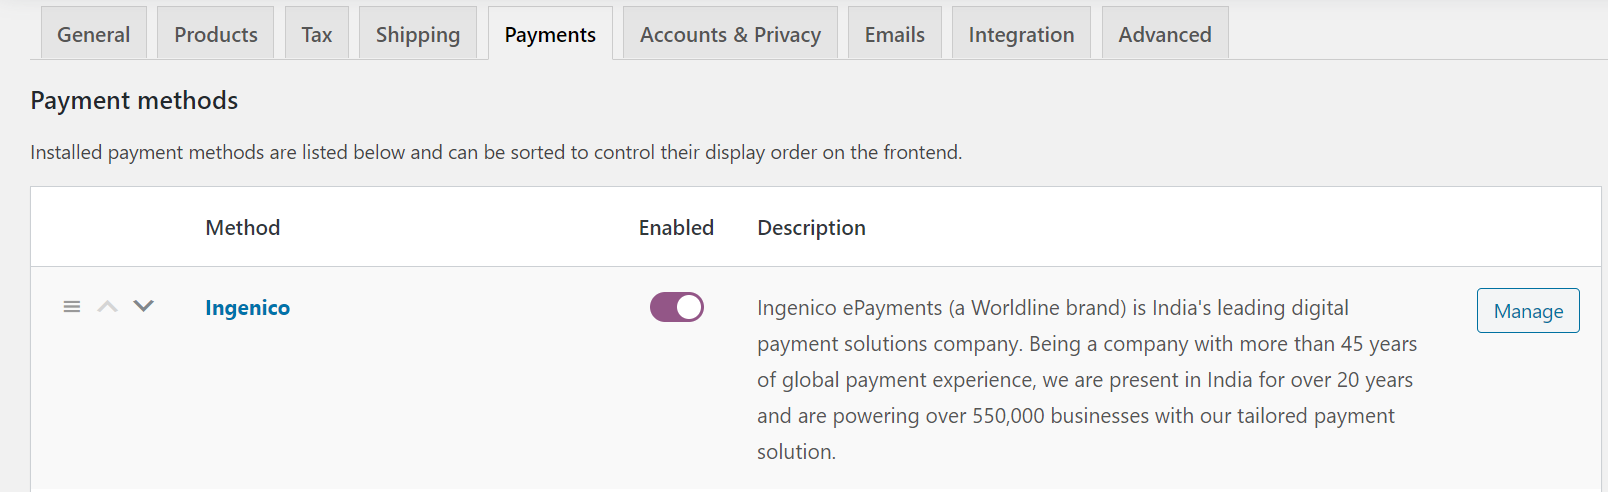 General Products Tax Shipping Payments Accounts & Privacy Emails Integration Advanced
Payment methods
Installed payment methods are listed below and can be sorted to control their display order on the frontend.
Method Enabled Description
Ingenico Ingenico ePayments (a Worldline brand) is India's leading digital Manage
payment solutions company. Being a company with more than 45 years
of global payment experience, we are present in India for over 20 years
and are powering over 550,000 businesses with our tailored payment
solution.